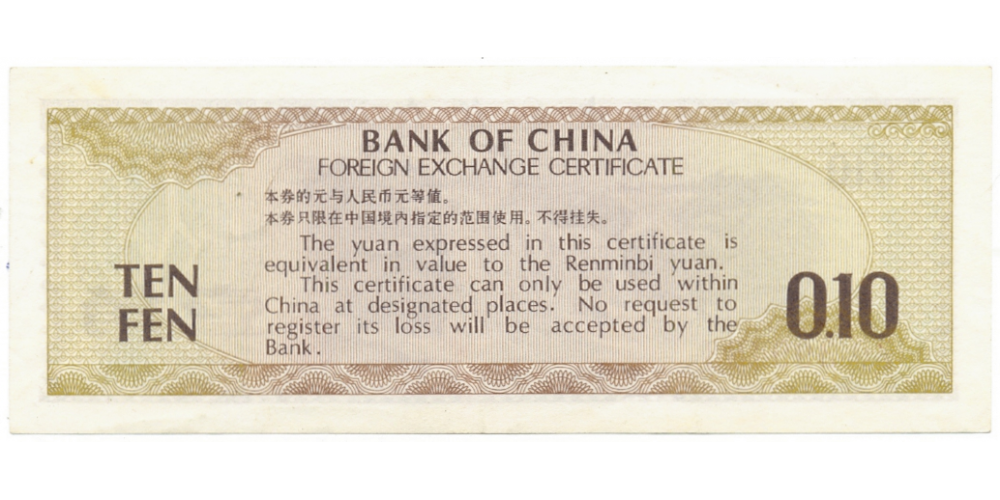 BANK OF CHINA
FOREIGN EXCHANGE CERTIFICATE
本券的元与人民币元等值。
本券只限在中国境内指定的范围使用。不得挂失。
The yuan expressed in this certificate is
equivalent in value to the Renminbi yuan.
This certificate can only be used within
China at designated places. No request to
register its loss will be accepted by the
Bank.
TEN
FEN
0.10